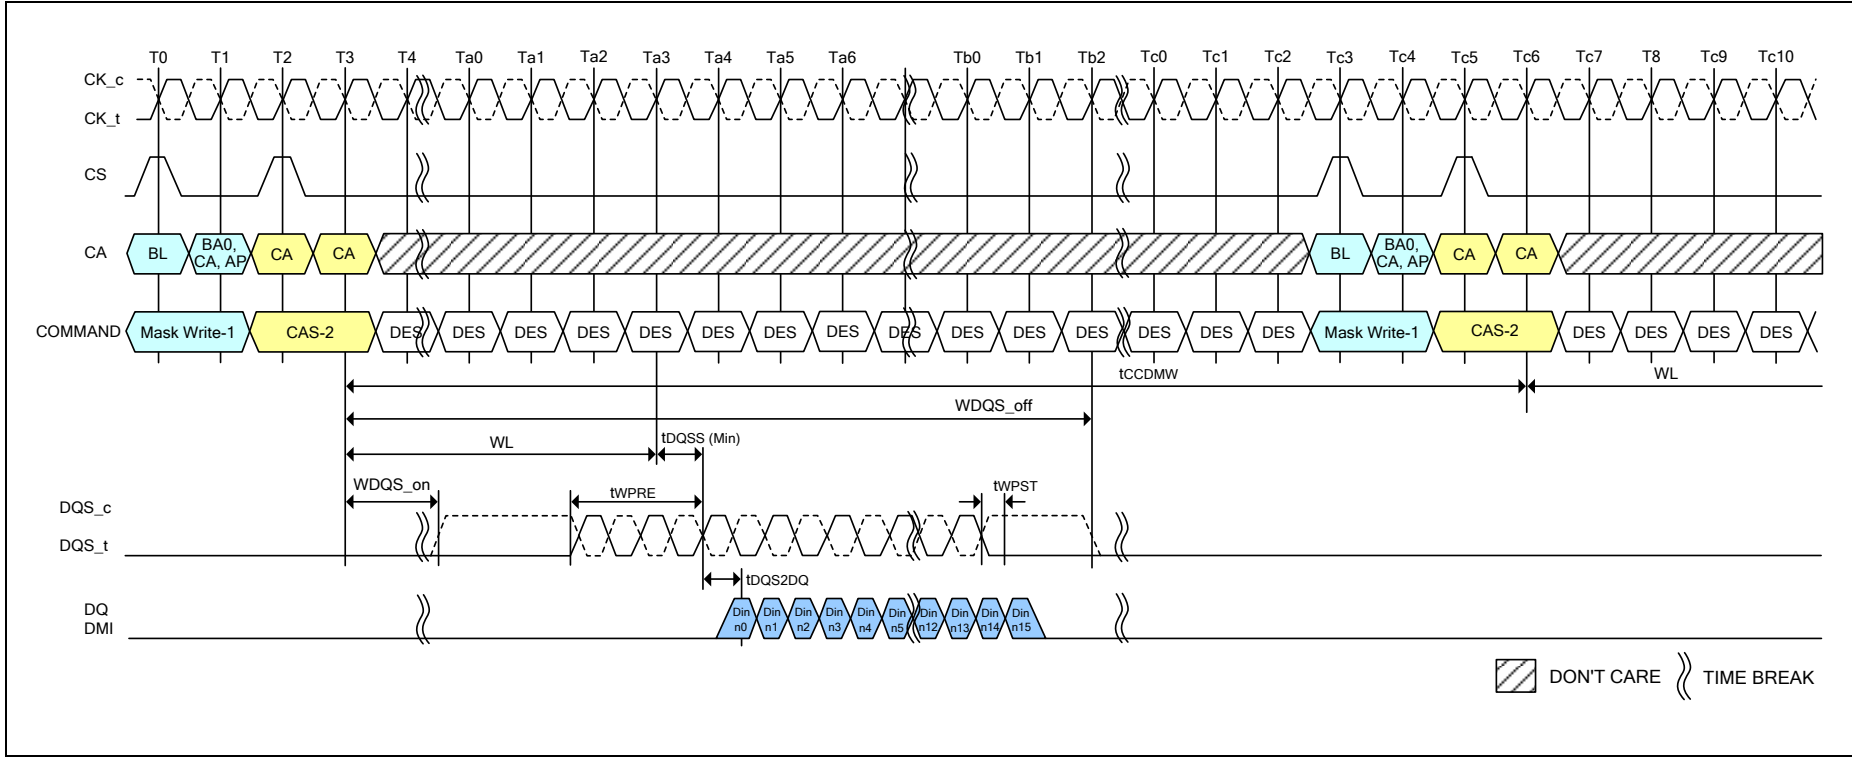 T0 T1 T2 T3 T4 Ta0 Ta1 Ta2 Ta3 Ta4 Ta5 Ta6 Tb0 Tb1 Tb2 Tc0 Tc1 Tc2 Tc3 Tc4 Tc5 Tc6 Tc7 T8 Tc9 Tc10
CK_c
CK_t
CS
CA BL BA0, CA, AP CA CA BL BA0, CA, AP CA CA
COMMAND Mask Write-1 CAS-2 DES DES DES DES DES DES DES DES DES DES DES DES DES DES DES Mask Write-1 CAS-2 DES DES DES DES
tCCDMW WL
WDQS_off
WL tDQSS (Min)
WDQS_on tWPRE tWPST
DQS_c
DQS_t
tDQS2DQ
DQ Din Din Din Din Din Din Din Din Din Din
DMI n0 n1 n2 n3 n4 n5 n12 n13 n14 n15
DON'T CARE TIME BREAK